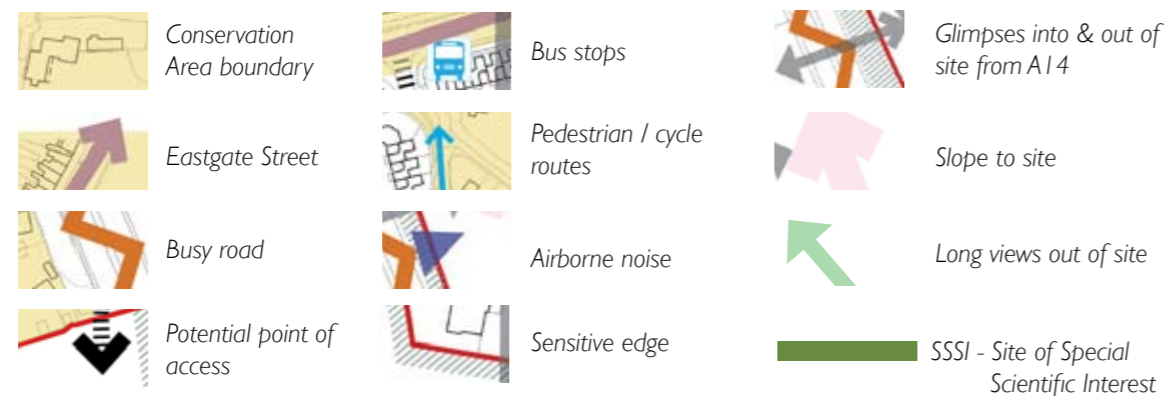 Conservation
Area boundary
Eastgate Street
Busy road
Potential point of
access
Bus stops
Pedestrian / cycle
routes
Airborne noise
Sensitive edge
Glimpses into & out of
site from A14
Slope to site
Long views out of site
SSSI - Site of Special
Scientific Interest